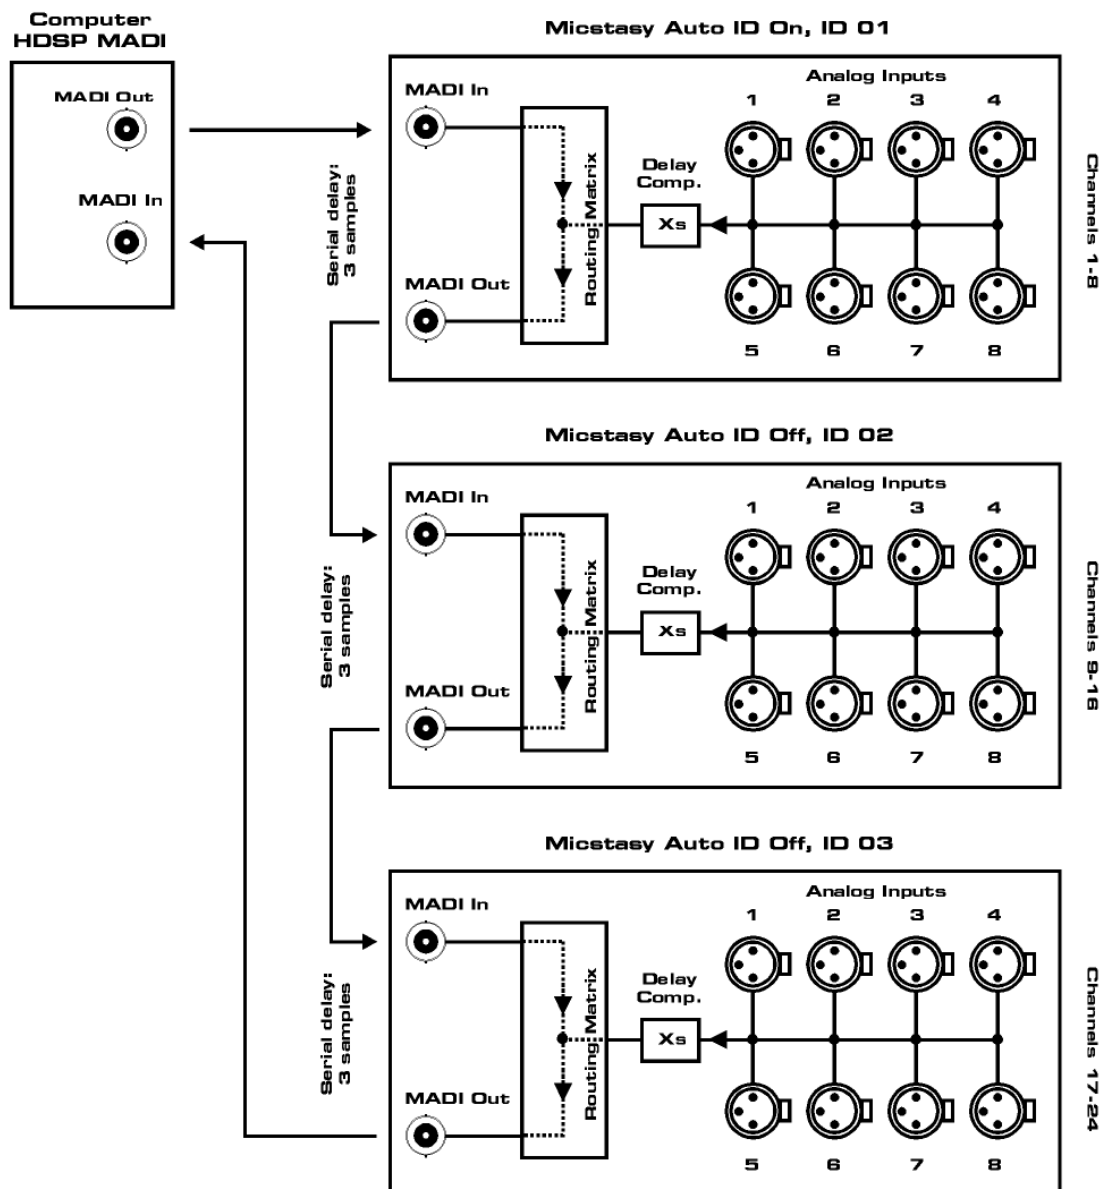 Computer
HDSP MADI
MADI Out
MADI In
Micstasy Auto ID On, ID 01
MADI In
Analog Inputs
1 2 3 4
Delay
Comp.
Xs
Routing Matrix
MADI Out
5 6 7 8
Channels 1-8
Serial delay:
3 samples
Micstasy Auto ID Off, ID 02
MADI In
Analog Inputs
1 2 3 4
Delay
Comp.
Xs
Routing Matrix
MADI Out
5 6 7 8
Channels 9-16
Serial delay:
3 samples
Micstasy Auto ID Off, ID 03
MADI In
Analog Inputs
1 2 3 4
Delay
Comp.
Xs
Routing Matrix
MADI Out
5 6 7 8
Channels 17-24
Serial delay:
3 samples